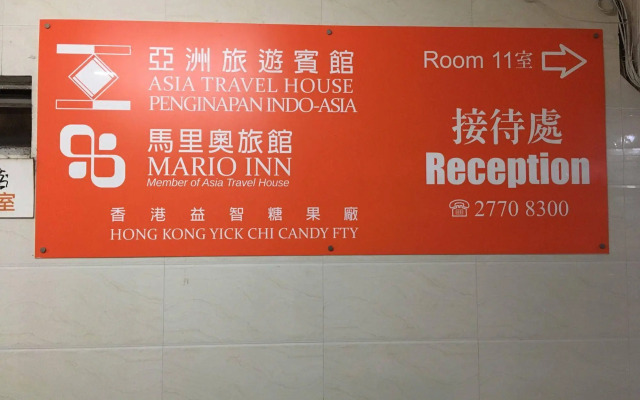 亞洲旅遊賓館
ASIA TRAVEL HOUSE
PENGINAPAN INDO-ASIA
馬里奧旅館
MARIO INN
Member of Asia Travel House
香港益智糖果廠
HONG KONG YICK CHI CANDY FTY
Room 11室
接待處
Reception
☎ 2770 8300
室